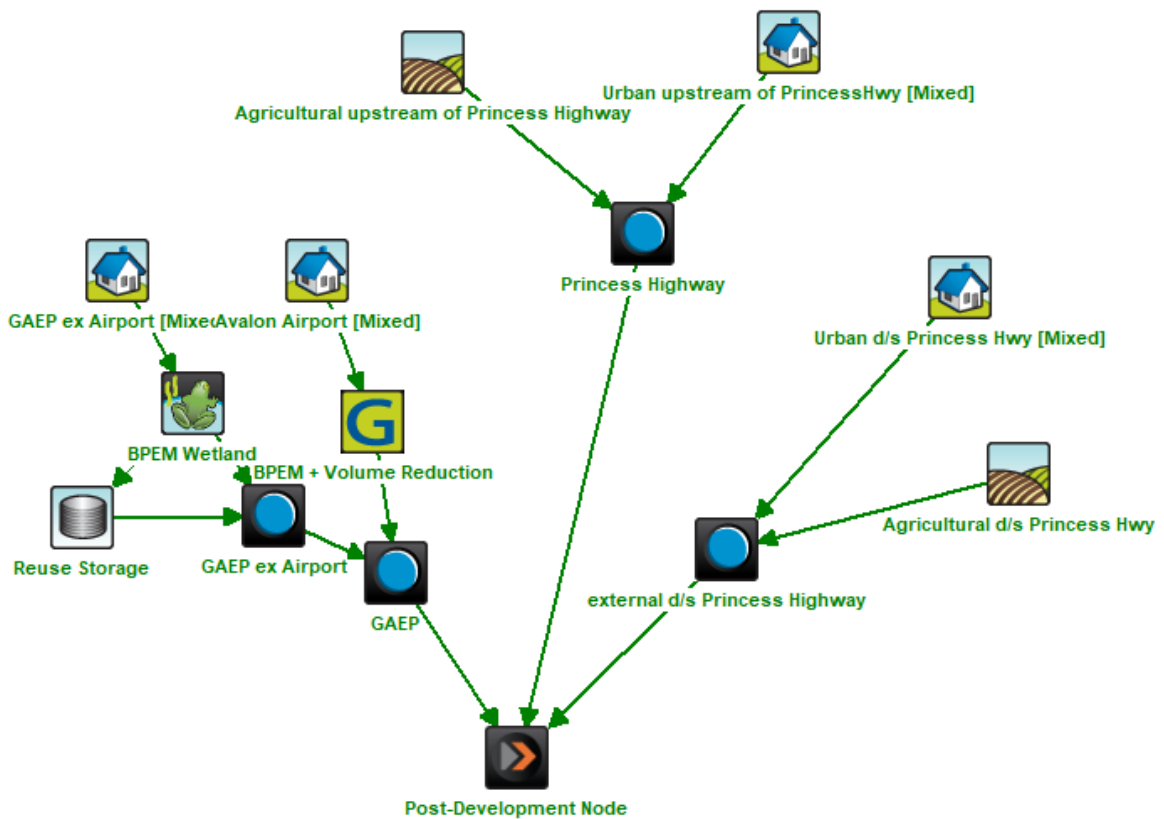 Urban upstream of PrincessHwy [Mixed]
Agricultural upstream of Princess Highway
Princess Highway
GAEP ex Airport [Mixed
Avalon Airport [Mixed]
Urban d/s Princess Hwy [Mixed]
BPEM Wetland
G
BPEM + Volume Reduction
Agricultural d/s Princess Hwy
Reuse Storage
GAEP ex Airport
external d/s Princess Highway
GAEP
Post-Development Node